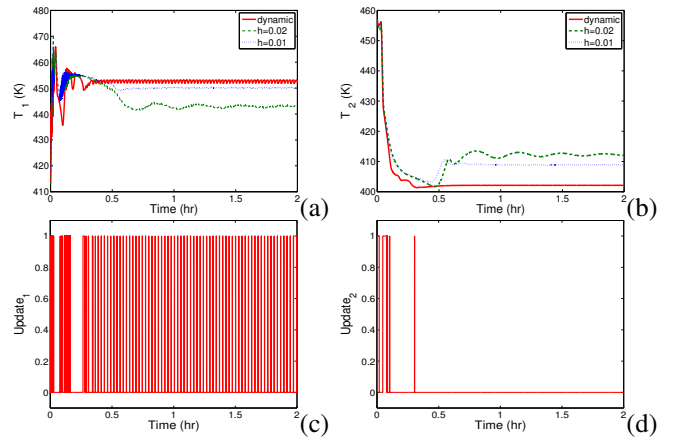 480
470
460
450
440
430
420
410
T 1 (K)
0 0.5 1 1.5 2
Time (hr)
(a)
dynamic
h=0.02
h=0.01
460
450
440
430
420
410
400
T 2 (K)
0 0.5 1 1.5 2
Time (hr)
(b)
dynamic
h=0.02
h=0.01
1
0.8
0.6
0.4
0.2
0
Update1
0 0.5 1 1.5 2
Time (hr)
(c)
1
0.8
0.6
0.4
0.2
0
Update2
0 0.5 1 1.5 2
Time (hr)
(d)